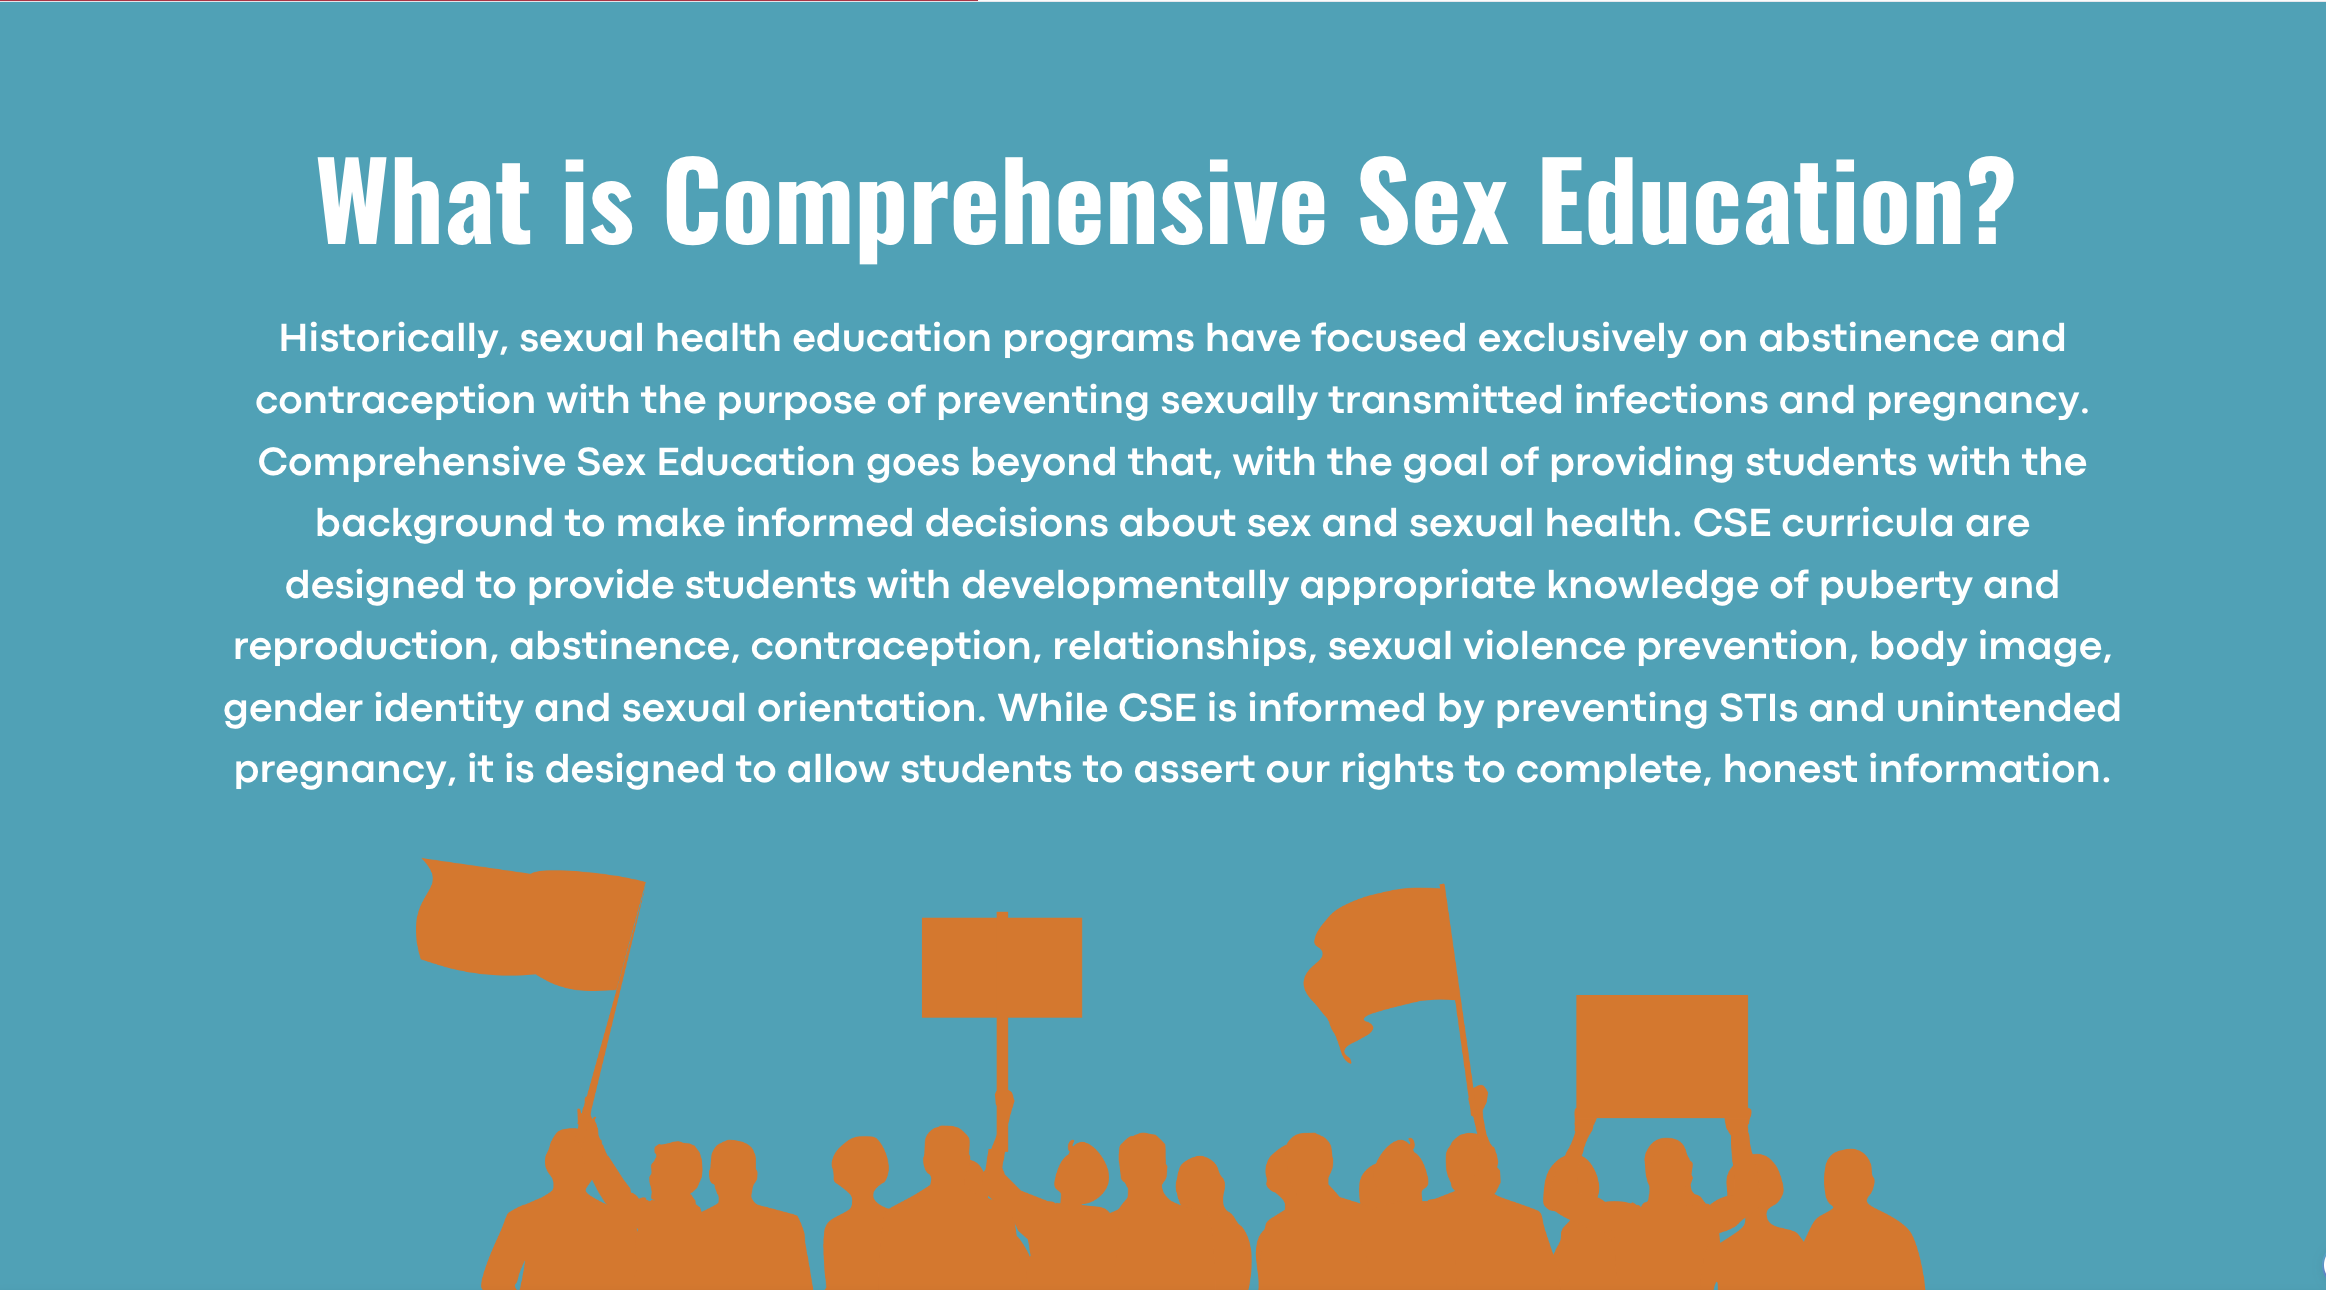 What is Comprehensive Sex Education?
Historically, sexual health education programs have focused exclusively on abstinence and
contraception with the purpose of preventing sexually transmitted infections and pregnancy.
Comprehensive Sex Education goes beyond that, with the goal of providing students with the
background to make informed decisions about sex and sexual health. CSE curricula are
designed to provide students with developmentally appropriate knowledge of puberty and
reproduction, abstinence, contraception, relationships, sexual violence prevention, body image,
gender identity and sexual orientation. While CSE is informed by preventing STIs and unintended
pregnancy, it is designed to allow students to assert our rights to complete, honest information.